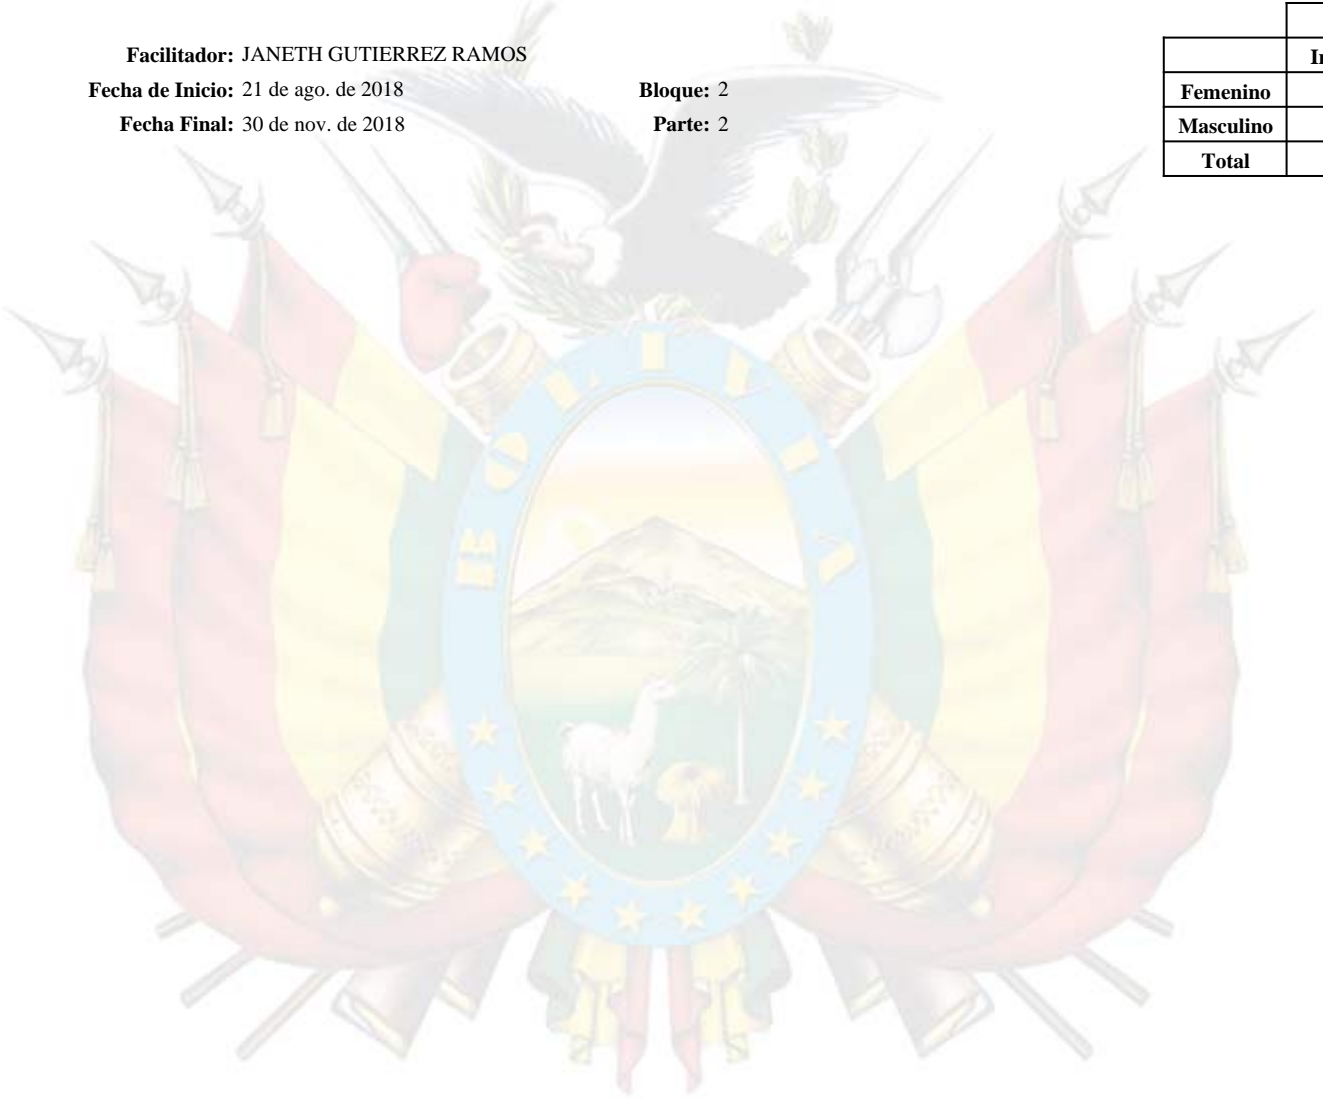 Facilitador: JANETH GUTIERREZ RAMOS
Fecha de Inicio: 21 de ago. de 2018 Bloque: 2
Fecha Final: 30 de nov. de 2018 Parte: 2
Femenino
Masculino
Total
BOLIVIA